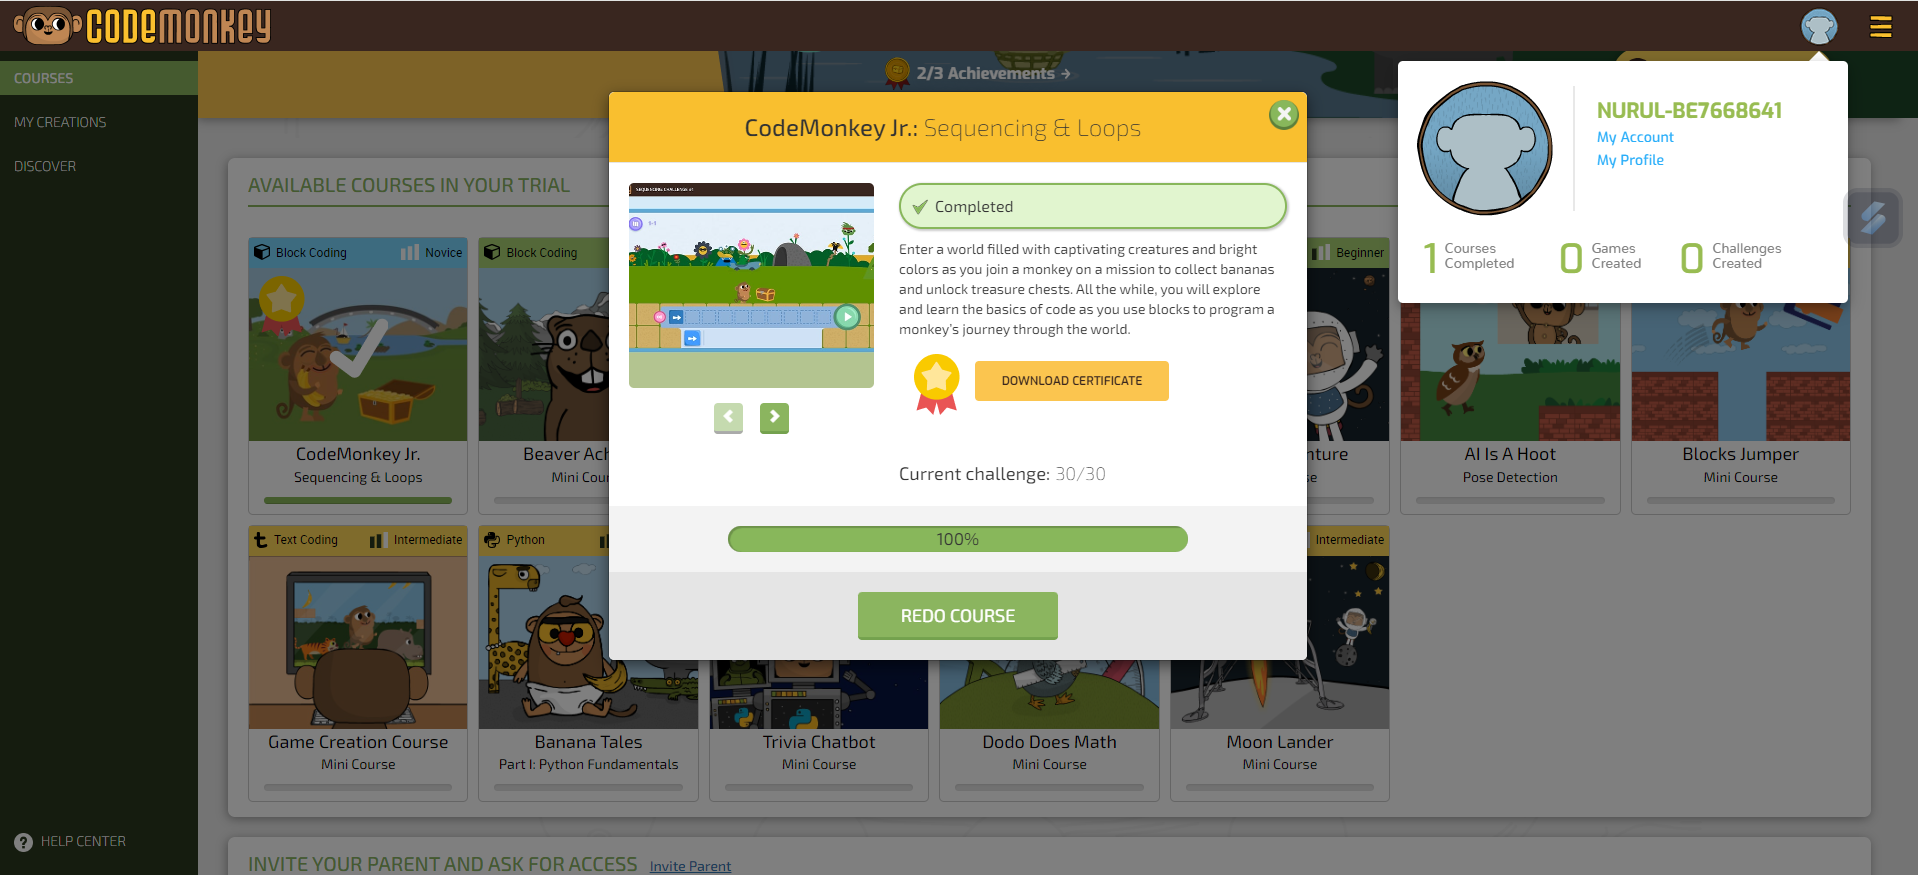 CODEMONKEY
COURSES
MY CREATIONS
DISCOVER
HELP CENTER
2/3 Achievements →
NURUL-BE7668641
My Account
My Profile
1 Courses Completed
0 Games Created
0 Challenges Created
AVAILABLE COURSES IN YOUR TRIAL
Block Coding
Novice
CodeMonkey Jr.
Sequencing & Loops
Block Coding
Beaver Ach
Mini Cour
Beginner
nture
se
AI Is A Hoot
Pose Detection
Blocks Jumper
Mini Course
CodeMonkey Jr.: Sequencing & Loops
SEQUENCING CHALLENGE #1
1-1
Completed
Enter a world filled with captivating creatures and bright
colors as you join a monkey on a mission to collect bananas
and unlock treasure chests. All the while, you will explore
and learn the basics of code as you use blocks to program a
monkey's journey through the world.
DOWNLOAD CERTIFICATE
Current challenge: 30/30
100%
REDO COURSE
Text Coding
Intermediate
Game Creation Course
Mini Course
Python
Banana Tales
Part I: Python Fundamentals
Trivia Chatbot
Mini Course
Dodo Does Math
Mini Course
Intermediate
Moon Lander
Mini Course
INVITE YOUR PARENT AND ASK FOR ACCESS Invite Parent